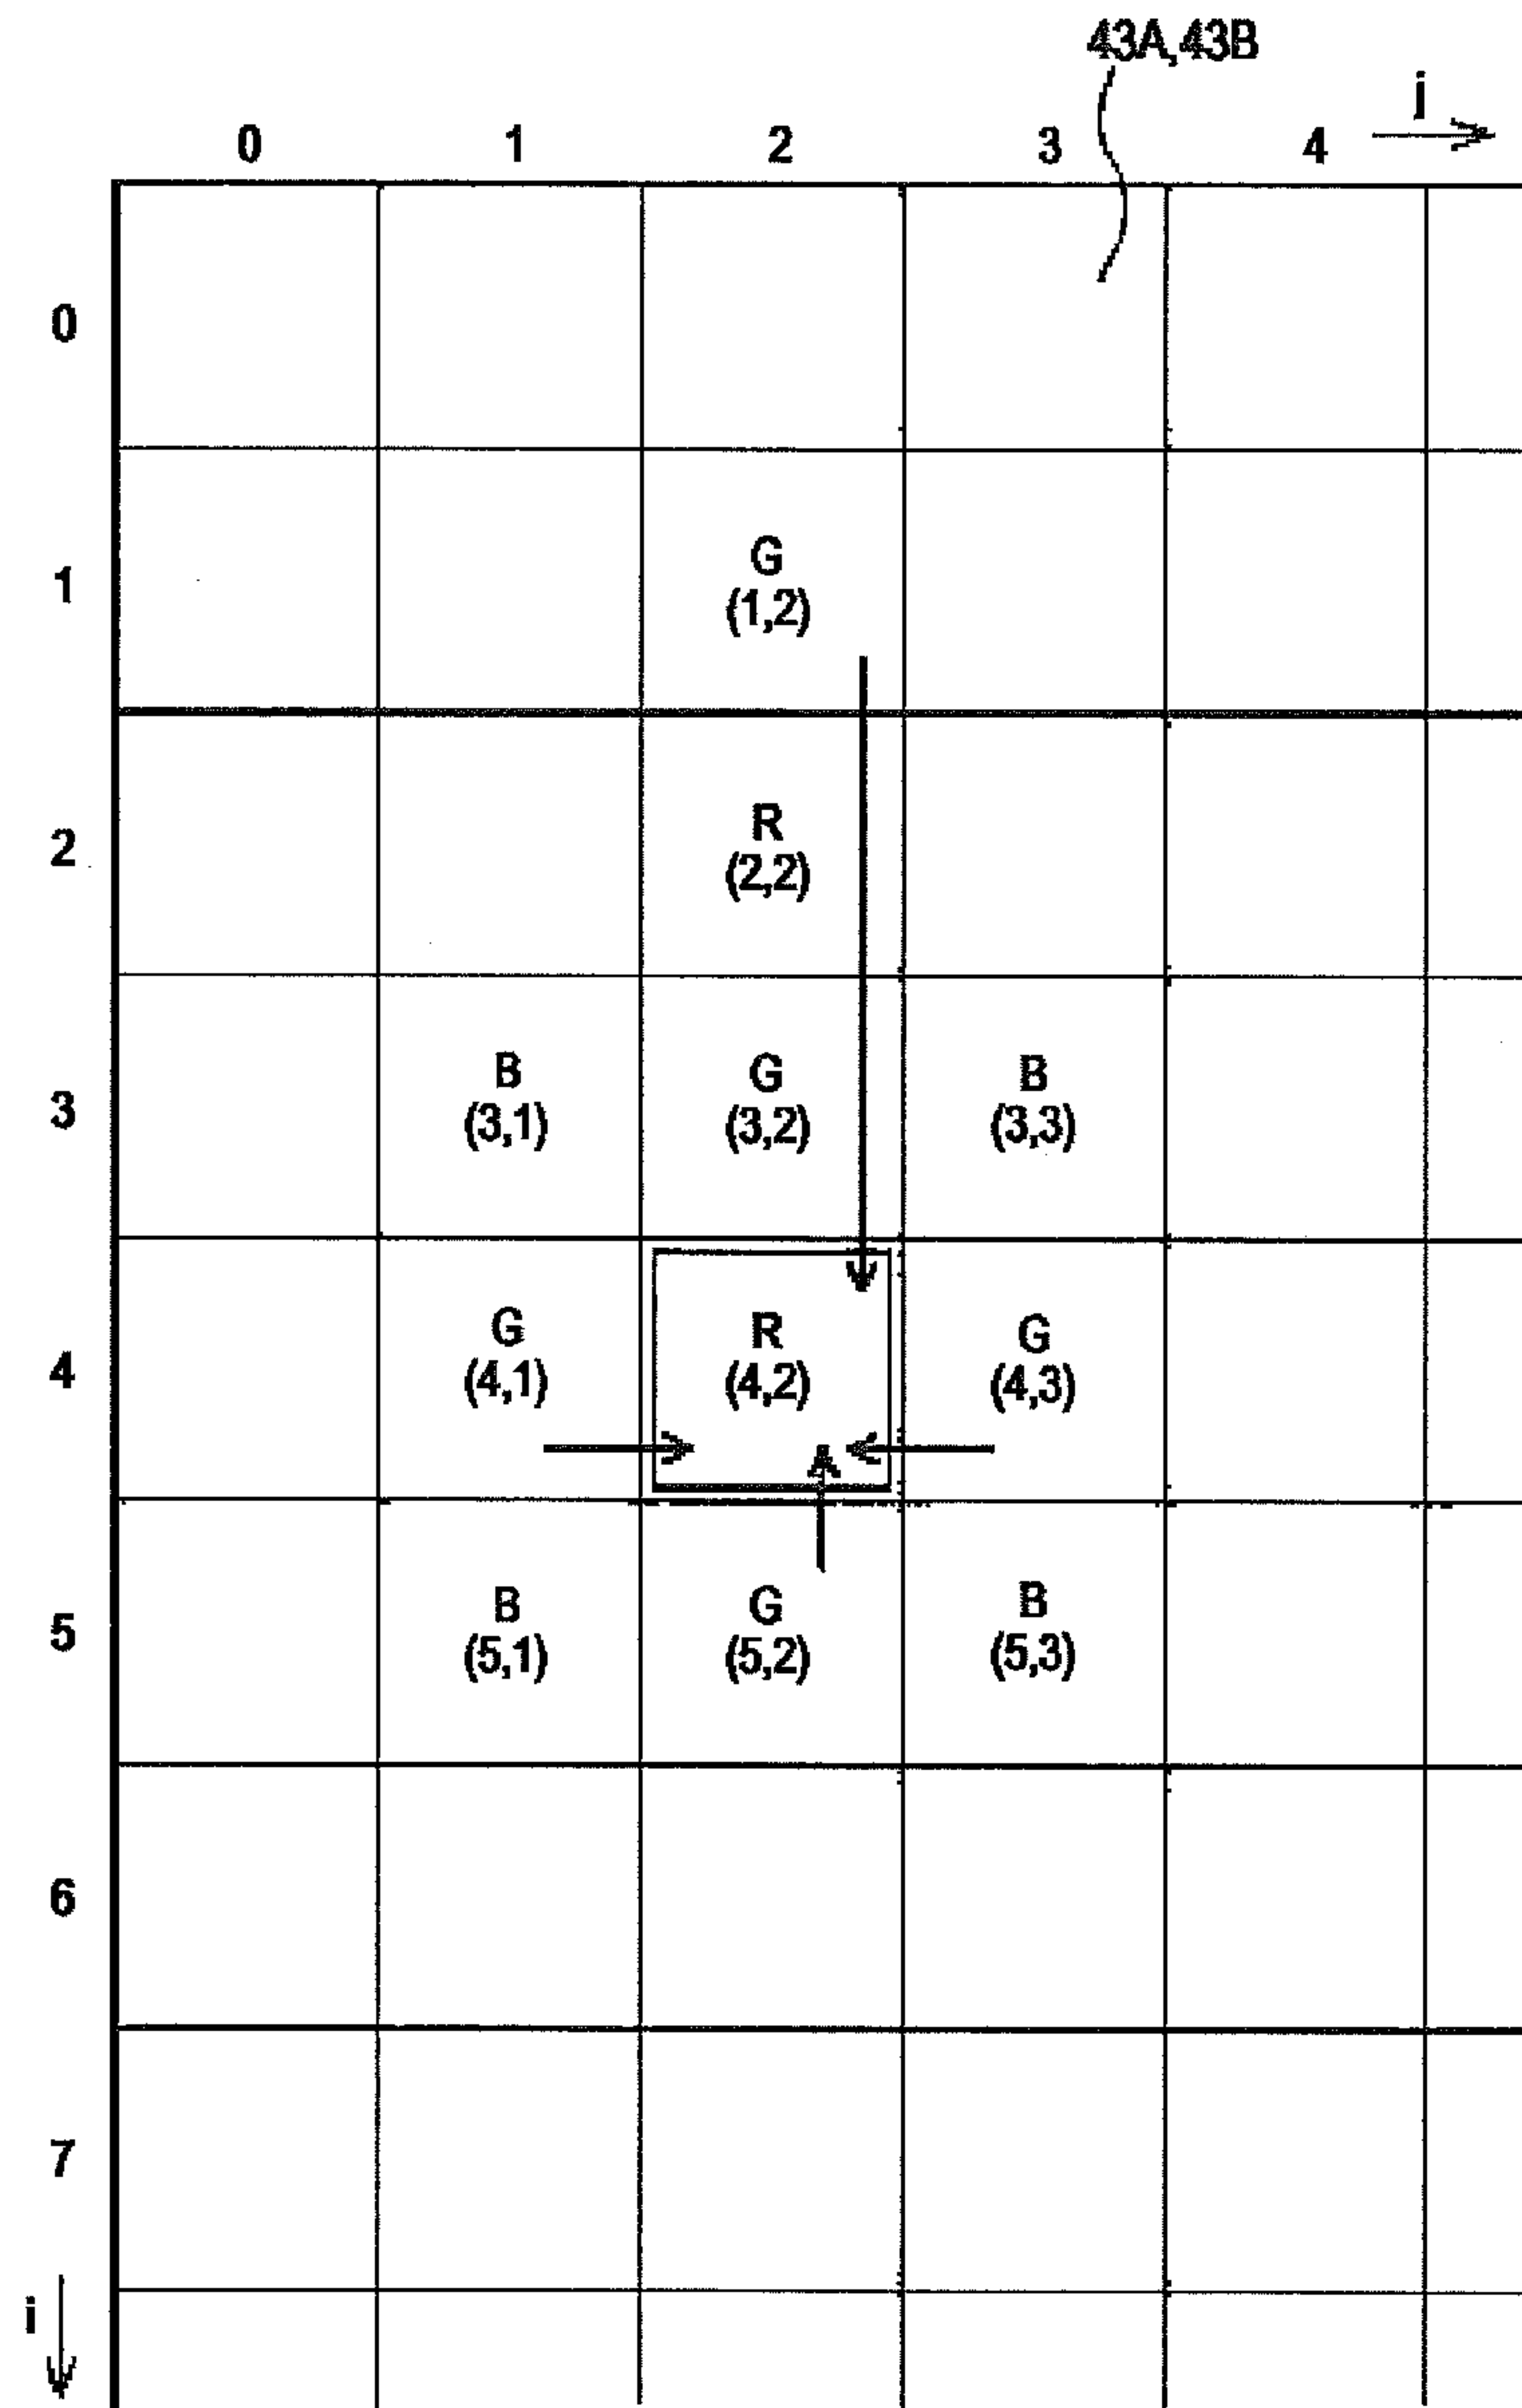 43A,43B
j
0 1 2 3 4
0
1
G
(1,2)
2
R
(2,2)
3
B G B
(3,1) (3,2) (3,3)
4
G R G
(4,1) (4,2) (4,3)
5
B G B
(5,1) (5,2) (5,3)
6
7
i